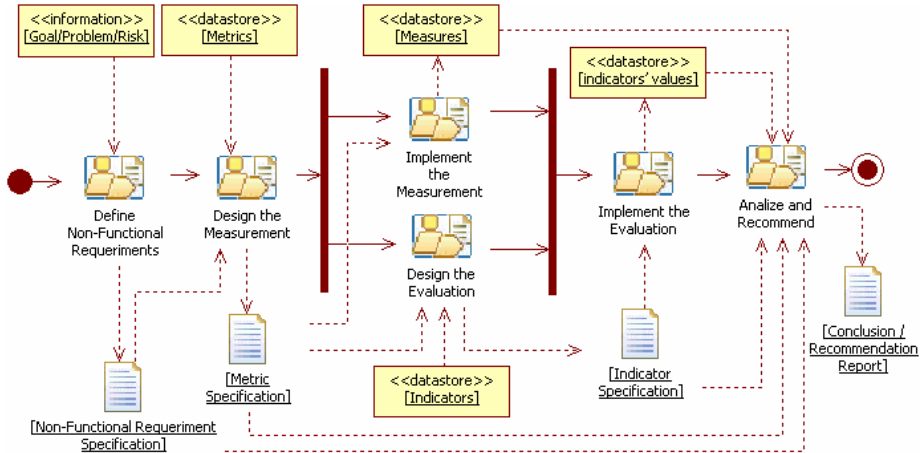 <<information>>
[Goal/Problem/Risk]
<<datastore>>
[Metrics]
<<datastore>>
[Measures]
<<datastore>>
[indicators' values]
Define
Non-Functional
Requeriments
Design the
Measurement
Implement
the
Measurement
Design the
Evaluation
Implement the
Evaluation
Analize and
Recommend
[Non-Functional Requeriment
Specification]
[Metric
Specification]
<<datastore>>
[Indicators]
[Indicator
Specification]
[Conclusion /
Recommendation
Report]